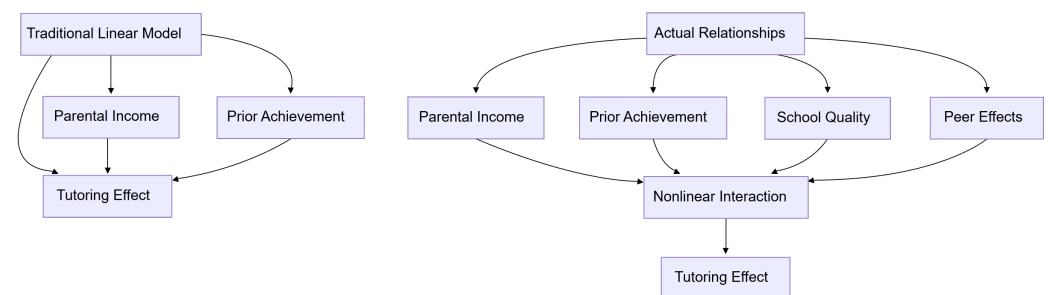 Traditional Linear Model
Parental Income
Prior Achievement
Tutoring Effect
Actual Relationships
Parental Income
Prior Achievement
School Quality
Peer Effects
Nonlinear Interaction
Tutoring Effect